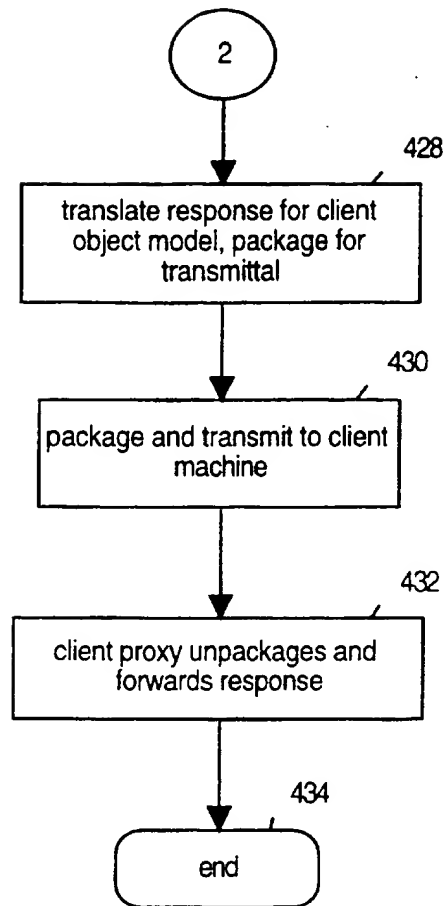 2
428
translate response for client
object model, package for
transmittal
430
package and transmit to client
machine
432
client proxy unpackages and
forwards response
434
end